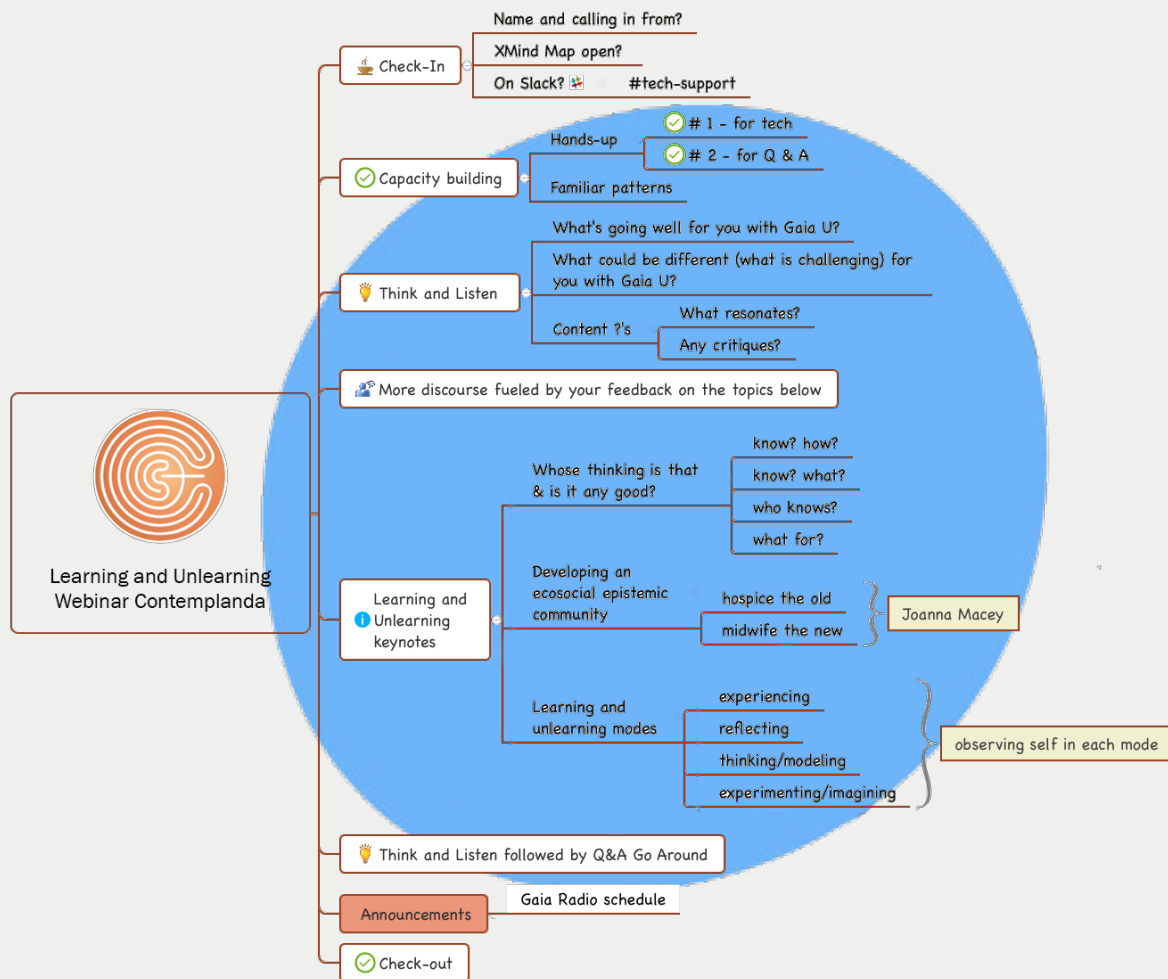 Name and calling in from?
XMind Map open?
Check-In
On Slack? #tech-support
# 1 - for tech
Hands-up
# 2 - for Q & A
Capacity building
Familiar patterns
What's going well for you with Gaia U?
What could be different (what is challenging) for
you with Gaia U?
Think and Listen
What resonates?
Content ?'s
Any critiques?
More discourse fueled by your feedback on the topics below
Learning and Unlearning
Webinar Contemplanda
Learning and
Unlearning
keynotes
Whose thinking is that
& is it any good?
know? how?
know? what?
who knows?
what for?
Developing an
ecosocial epistemic
community
hospice the old
midwife the new
Joanna Macey
Learning and
unlearning modes
experiencing
reflecting
thinking/modeling
experimenting/imagining
observing self in each mode
Think and Listen followed by Q&A Go Around
Announcements
Gaia Radio schedule
Check-out